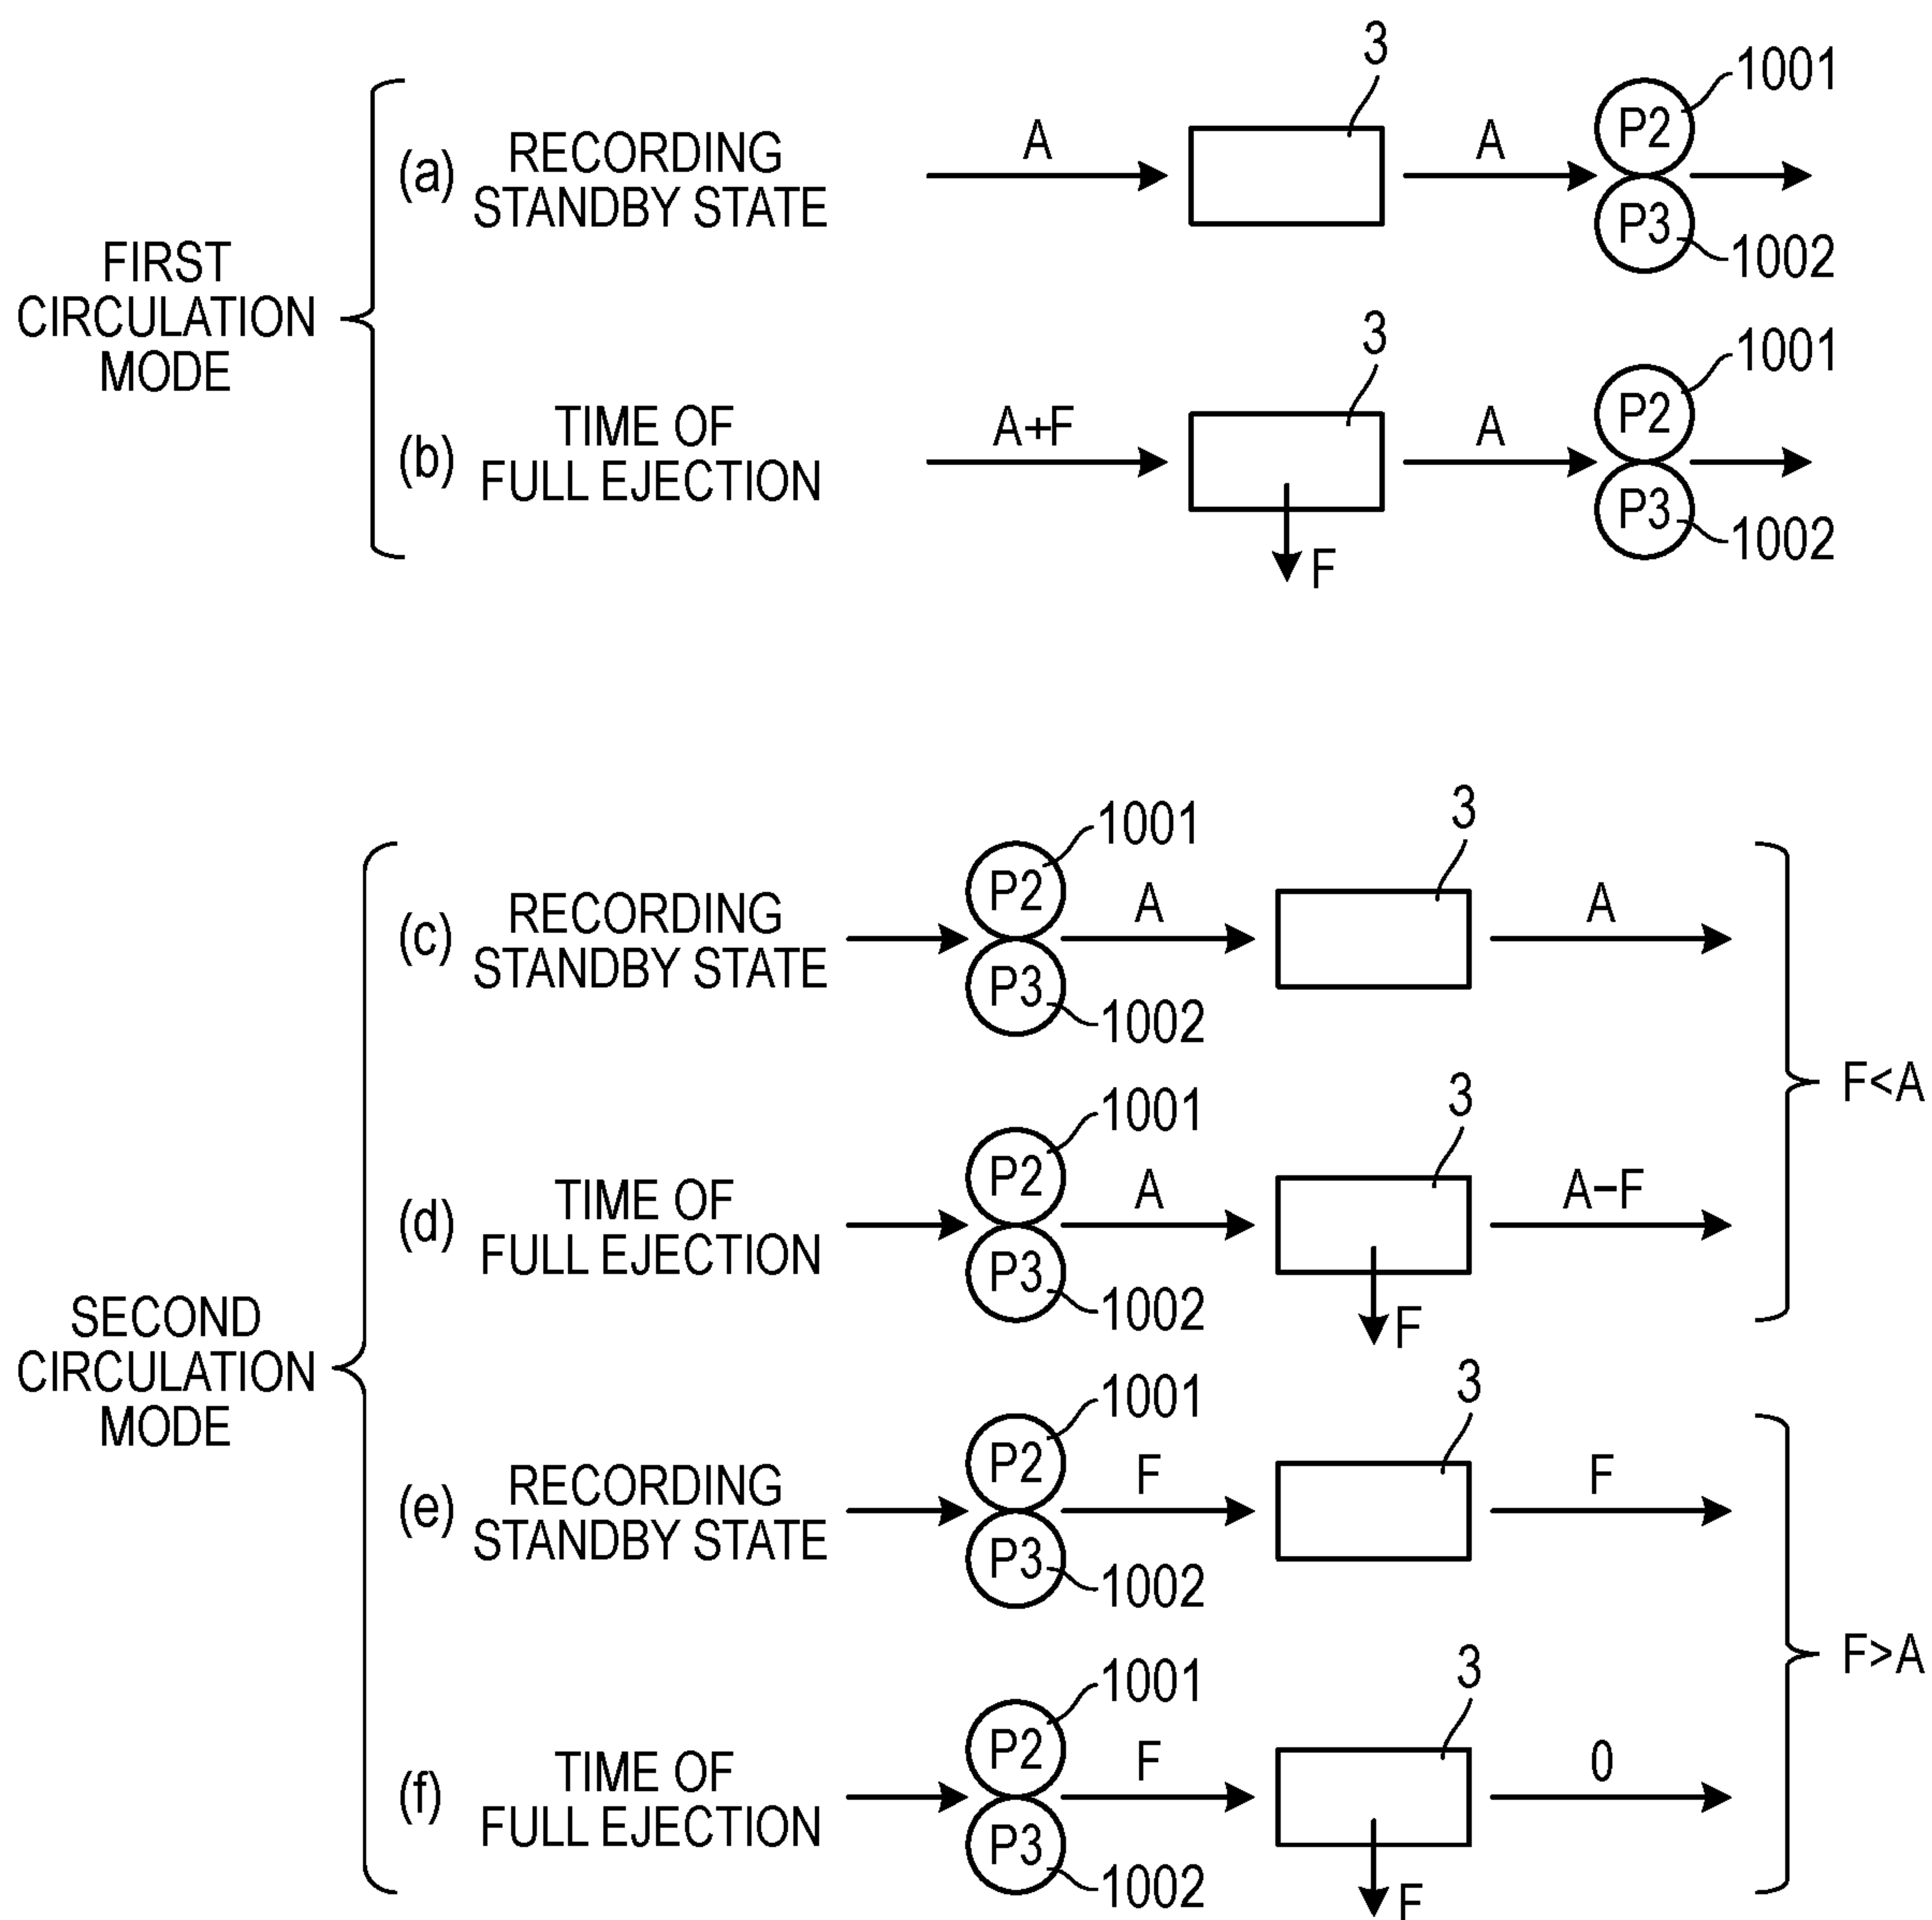 FIRST
CIRCULATION
MODE
(a)
RECORDING
STANDBY STATE
A
3
A
P2
1001
P3
1002
(b)
TIME OF
FULL EJECTION
A+F
3
F
A
P2
1001
P3
1002
SECOND
CIRCULATION
MODE
(c)
RECORDING
STANDBY STATE
P2
1001
P3
1002
A
3
A
(d)
TIME OF
FULL EJECTION
P2
1001
P3
1002
A
3
F
A−F
F<A
(e)
RECORDING
STANDBY STATE
P2
1001
P3
1002
F
3
F
(f)
TIME OF
FULL EJECTION
P2
1001
P3
1002
F
3
F
0
F>A